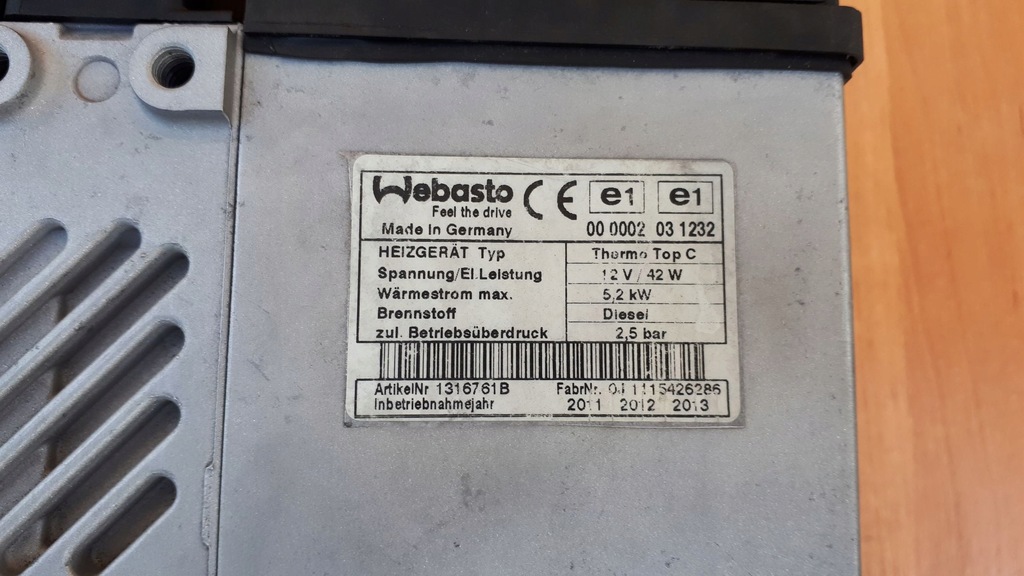 Webasto CE e1 e1
Feel the drive
Made in Germany 00 0002 03 1232
HEIZGERÄT Typ Thermo Top C
Spannung/El.Leistung 12 V / 42 W
Wärmestrom max. 5,2 kW
Brennstoff Diesel
zul. Betriebsüberdruck 2,5 bar
ArtikelNr 1316761B FabrNr.
Inbetriebnahmejahr 2011 2012 2013